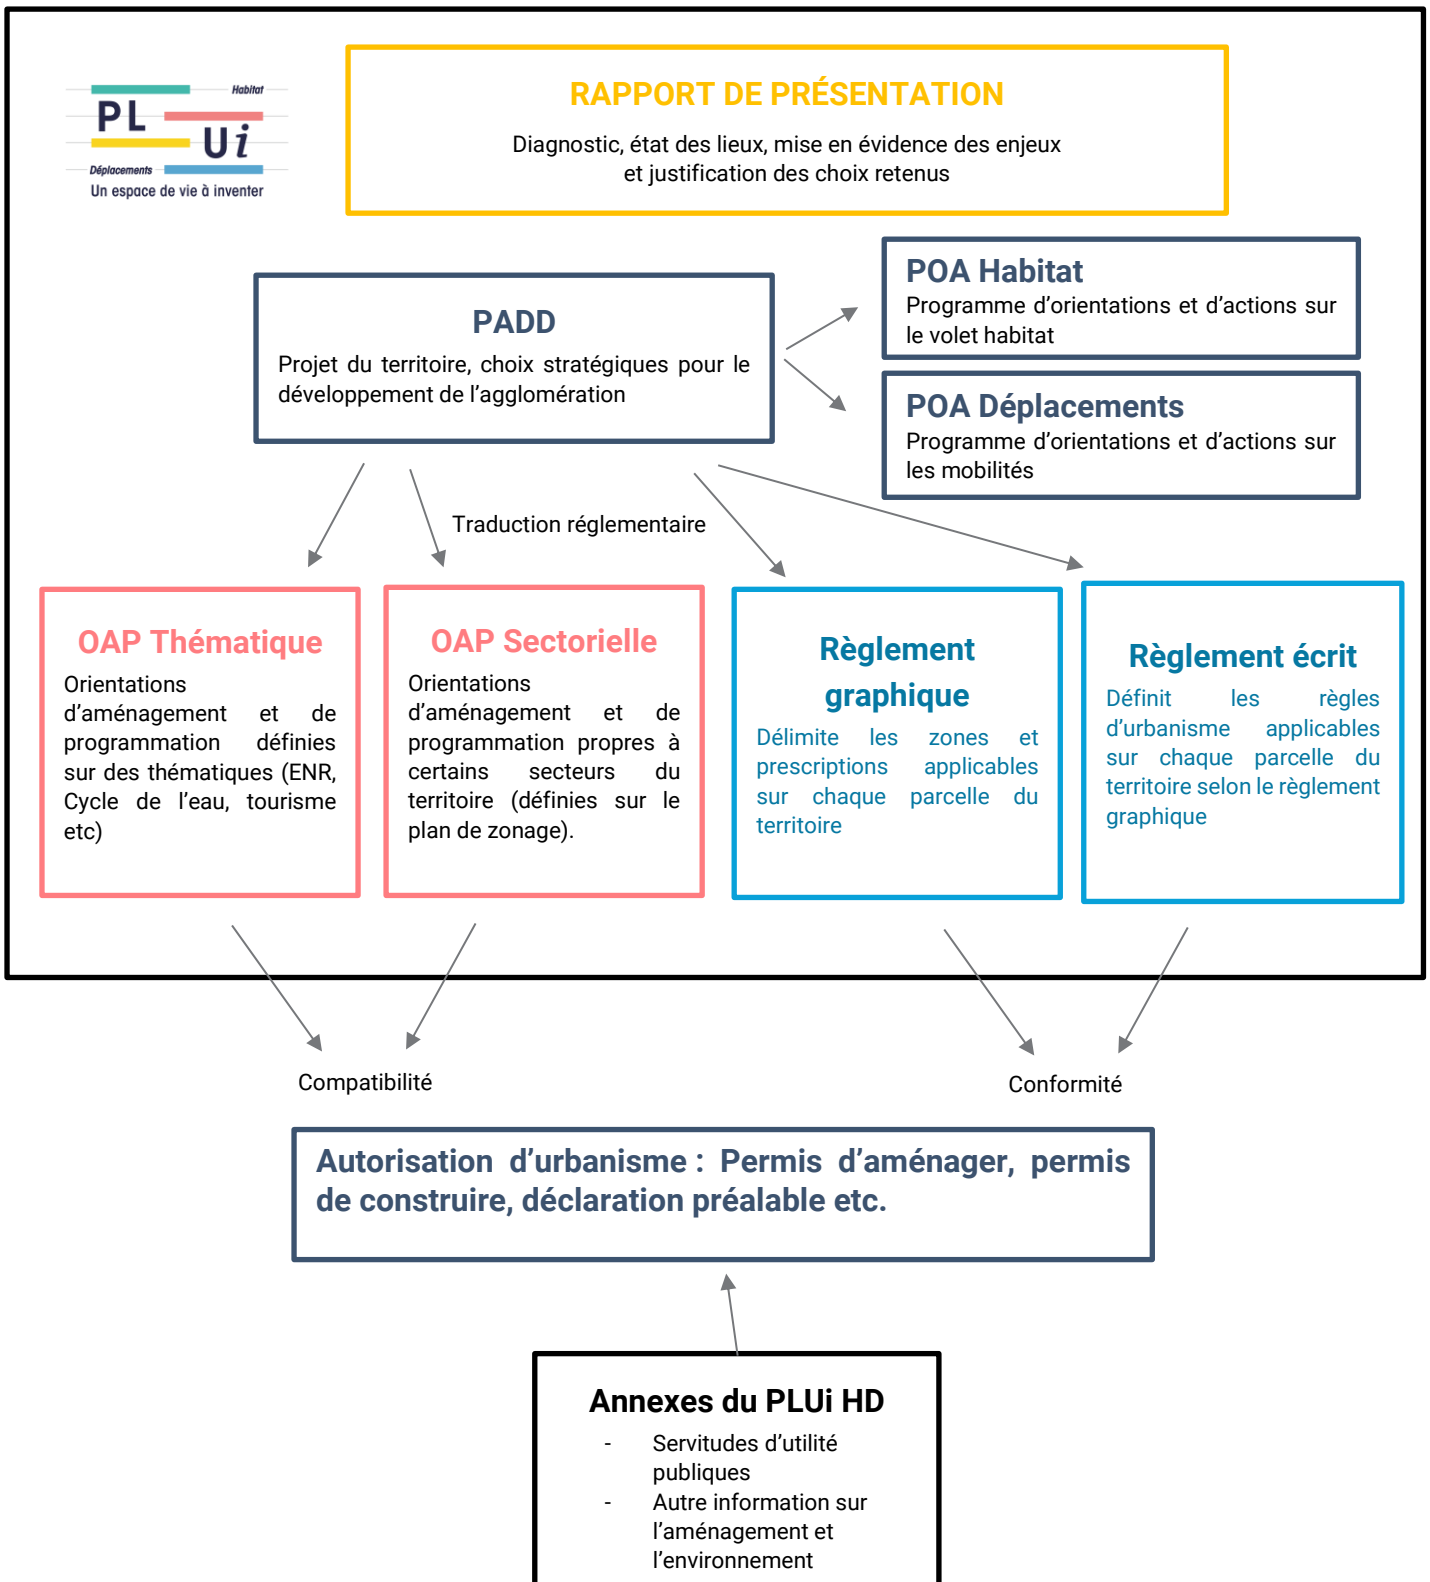 Habitat
PL
Ui
Déplacements
Un espace de vie à inventer
RAPPORT DE PRÉSENTATION
Diagnostic, état des lieux, mise en évidence des enjeux
et justification des choix retenus
PADD
Projet du territoire, choix stratégiques pour le
développement de l’agglomération
POA Habitat
Programme d’orientations et d’actions sur
le volet habitat
POA Déplacements
Programme d’orientations et d’actions sur
les mobilités
Traduction réglementaire
OAP Thématique
Orientations
d’aménagement et de
programmation définies
sur des thématiques (ENR,
Cycle de l’eau, tourisme
etc)
OAP Sectorielle
Orientations
d’aménagement et de
programmation propres à
certains secteurs du
territoire (définies sur le
plan de zonage).
Règlement
graphique
Délimite les zones et
prescriptions applicables
sur chaque parcelle du
territoire
Règlement écrit
Définit les règles
d’urbanisme applicables
sur chaque parcelle du
territoire selon le règlement
graphique
Compatibilité
Conformité
Autorisation d’urbanisme : Permis d’aménager, permis
de construire, déclaration préalable etc.
Annexes du PLUi HD
- Servitudes d’utilité
publiques
- Autre information sur
l’aménagement et
l’environnement